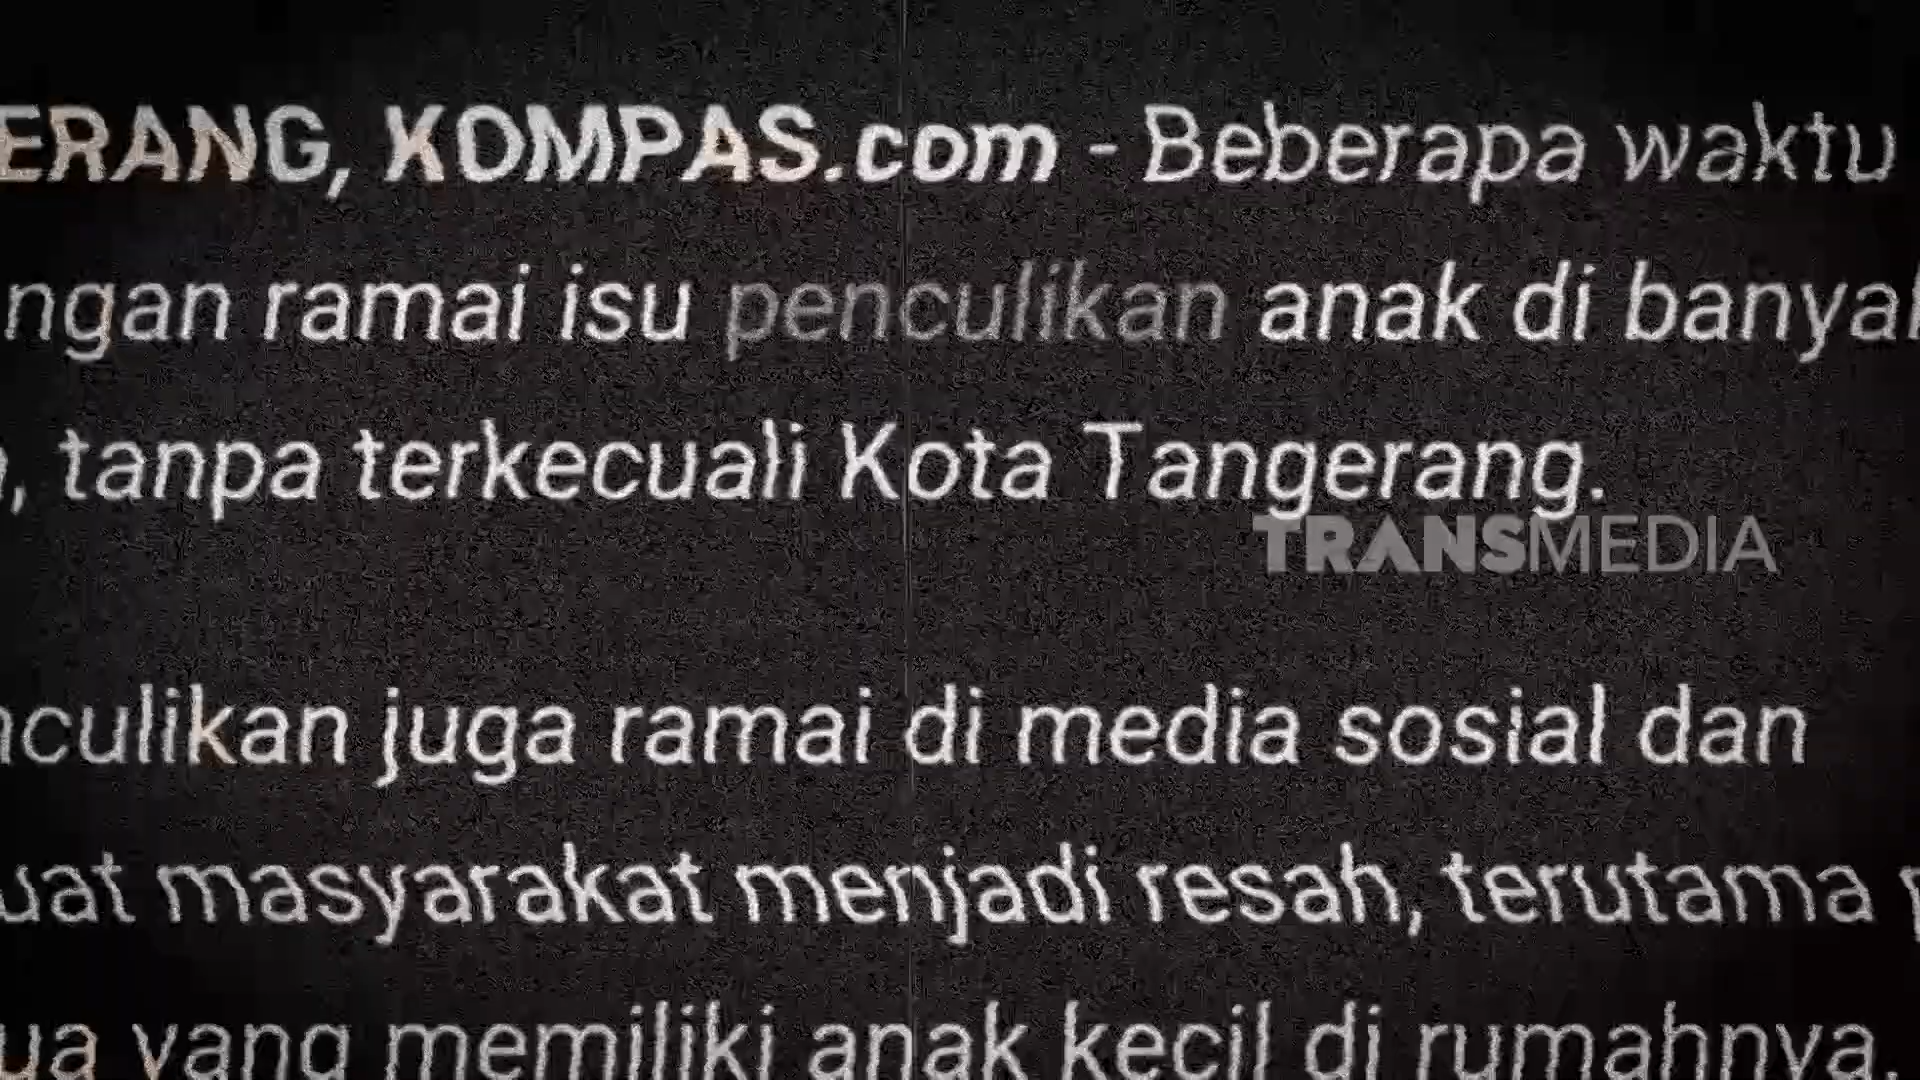 ERANG, KOMPAS.com - Beberapa waktu
ngan ramai isu penculikan anak di banyak
, tanpa terkecuali Kota Tangerang.
TRANSMEDIA
nculikan juga ramai di media sosial dan
uat masyarakat menjadi resah, terutama p
ua yang memiliki anak kecil di rumahnya.